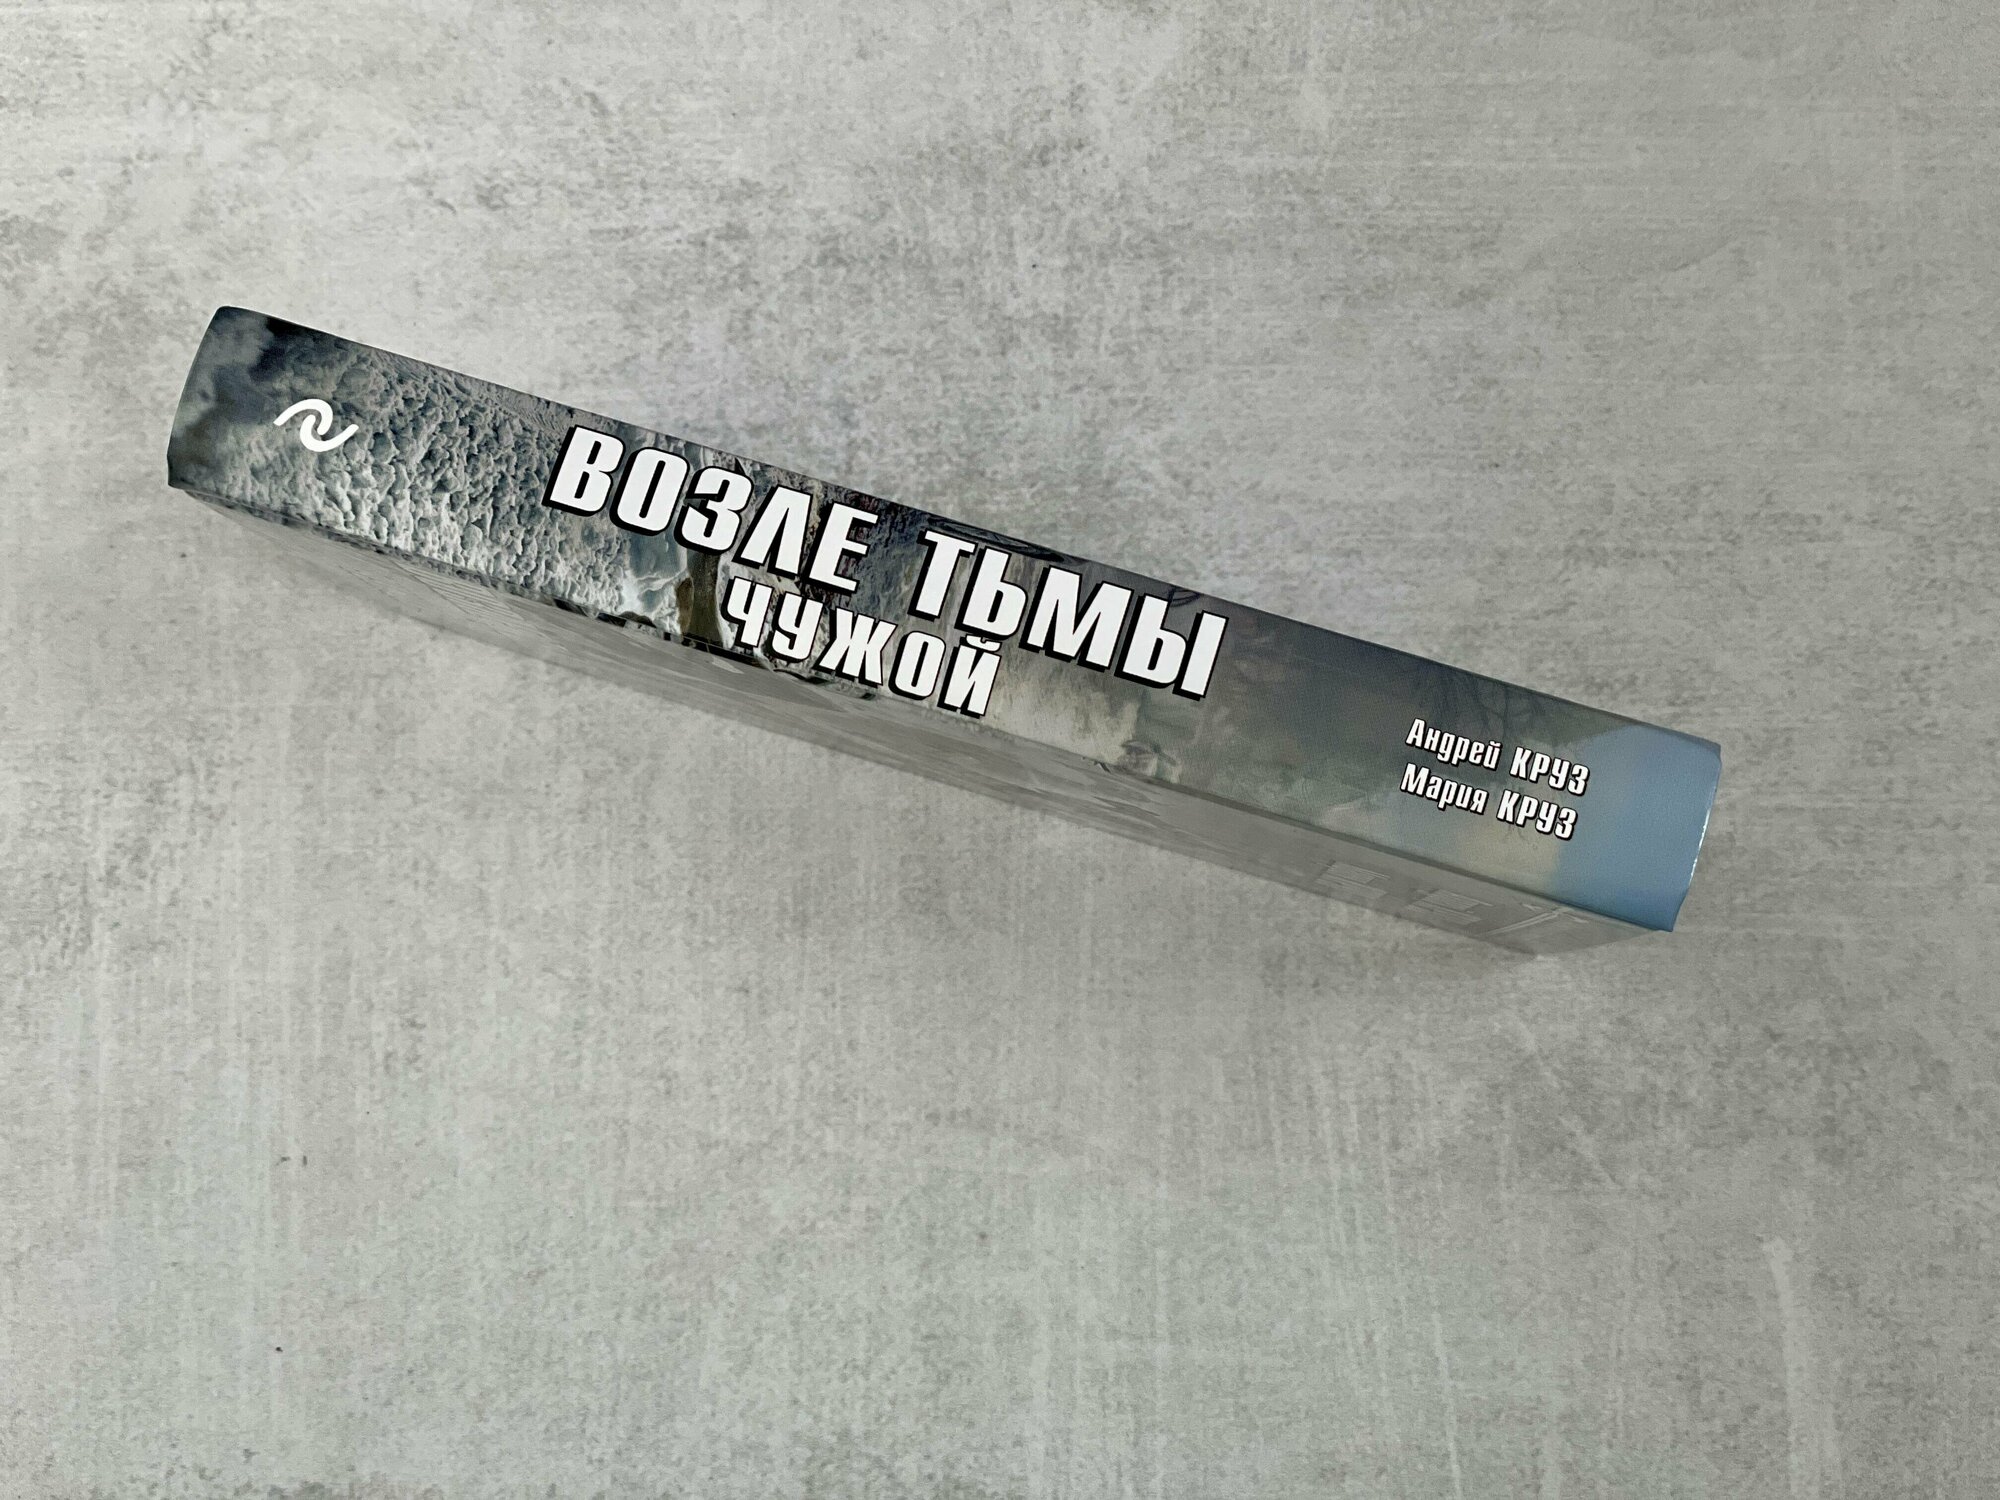 ВОЗЛЕ ТЬМЫ
ЧУЖОЙ
Андрей КРУЗ
Мария КРУЗ